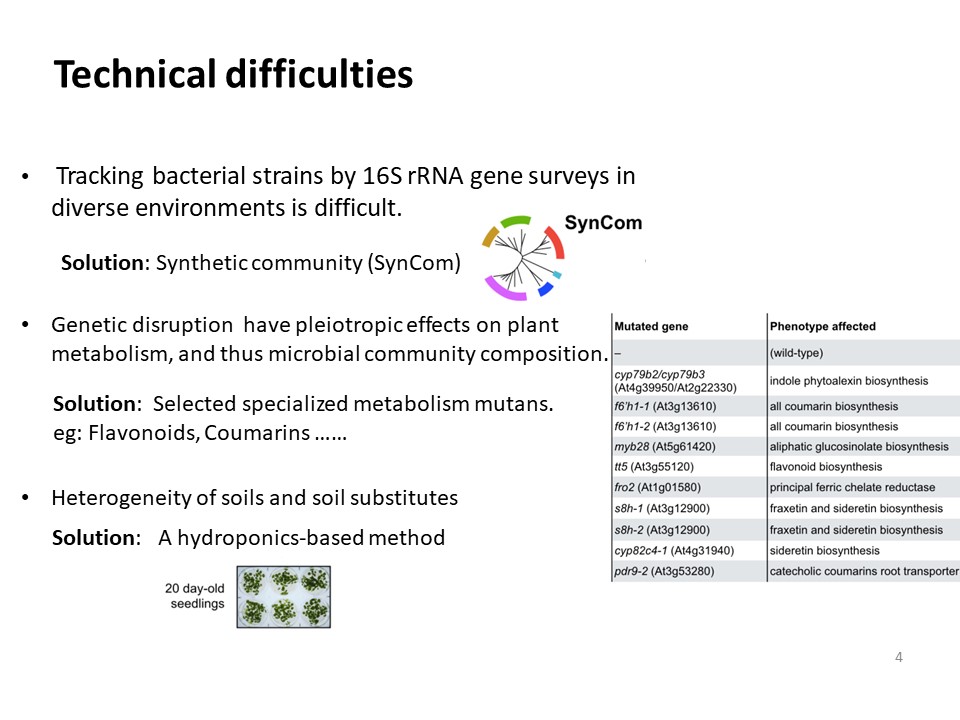 Technical difficulties
• Tracking bacterial strains by 16S rRNA gene surveys in
diverse environments is difficult.
SynCom
Solution: Synthetic community (SynCom)
• Genetic disruption have pleiotropic effects on plant
metabolism, and thus microbial community composition.
Solution: Selected specialized metabolism mutans.
eg: Flavonoids, Coumarins ......
• Heterogeneity of soils and soil substitutes
Solution: A hydroponics-based method
20 day-old
seedlings
Mutated gene Phenotype affected
– (wild-type)
cyp79b2/cyp79b3
(At4g39950/At2g22330) indole phytoalexin biosynthesis
f6'h1-1 (At3g13610) all coumarin biosynthesis
f6'h1-2 (At3g13610) all coumarin biosynthesis
myb28 (At5g61420) aliphatic glucosinolate biosynthesis
tt5 (At3g55120) flavonoid biosynthesis
fro2 (At1g01580) principal ferric chelate reductase
s8h-1 (At3g12900) fraxetin and sideretin biosynthesis
s8h-2 (At3g12900) fraxetin and sideretin biosynthesis
cyp82c4-1 (At4g31940) sideretin biosynthesis
pdr9-2 (At3g53280) catecholic coumarins root transporter
4